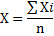 X = ∑ Xi
n